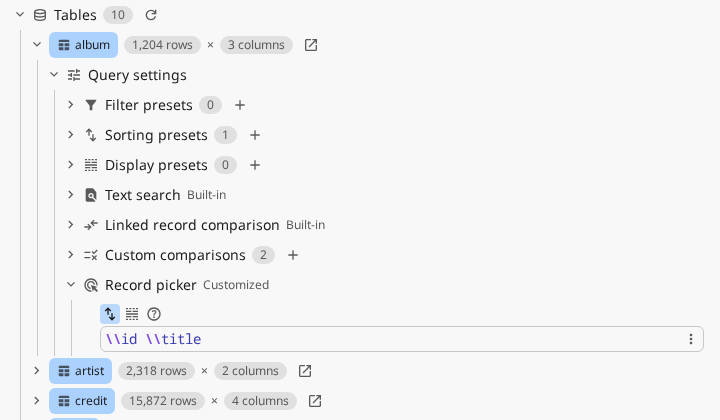 Tables 10
album 1,204 rows × 3 columns
Query settings
Filter presets 0 +
Sorting presets 1 +
Display presets 0 +
Text search Built-in
Linked record comparison Built-in
Custom comparisons 2 +
Record picker Customized
\\id \\title
artist 2,318 rows × 2 columns
credit 15,872 rows × 4 columns